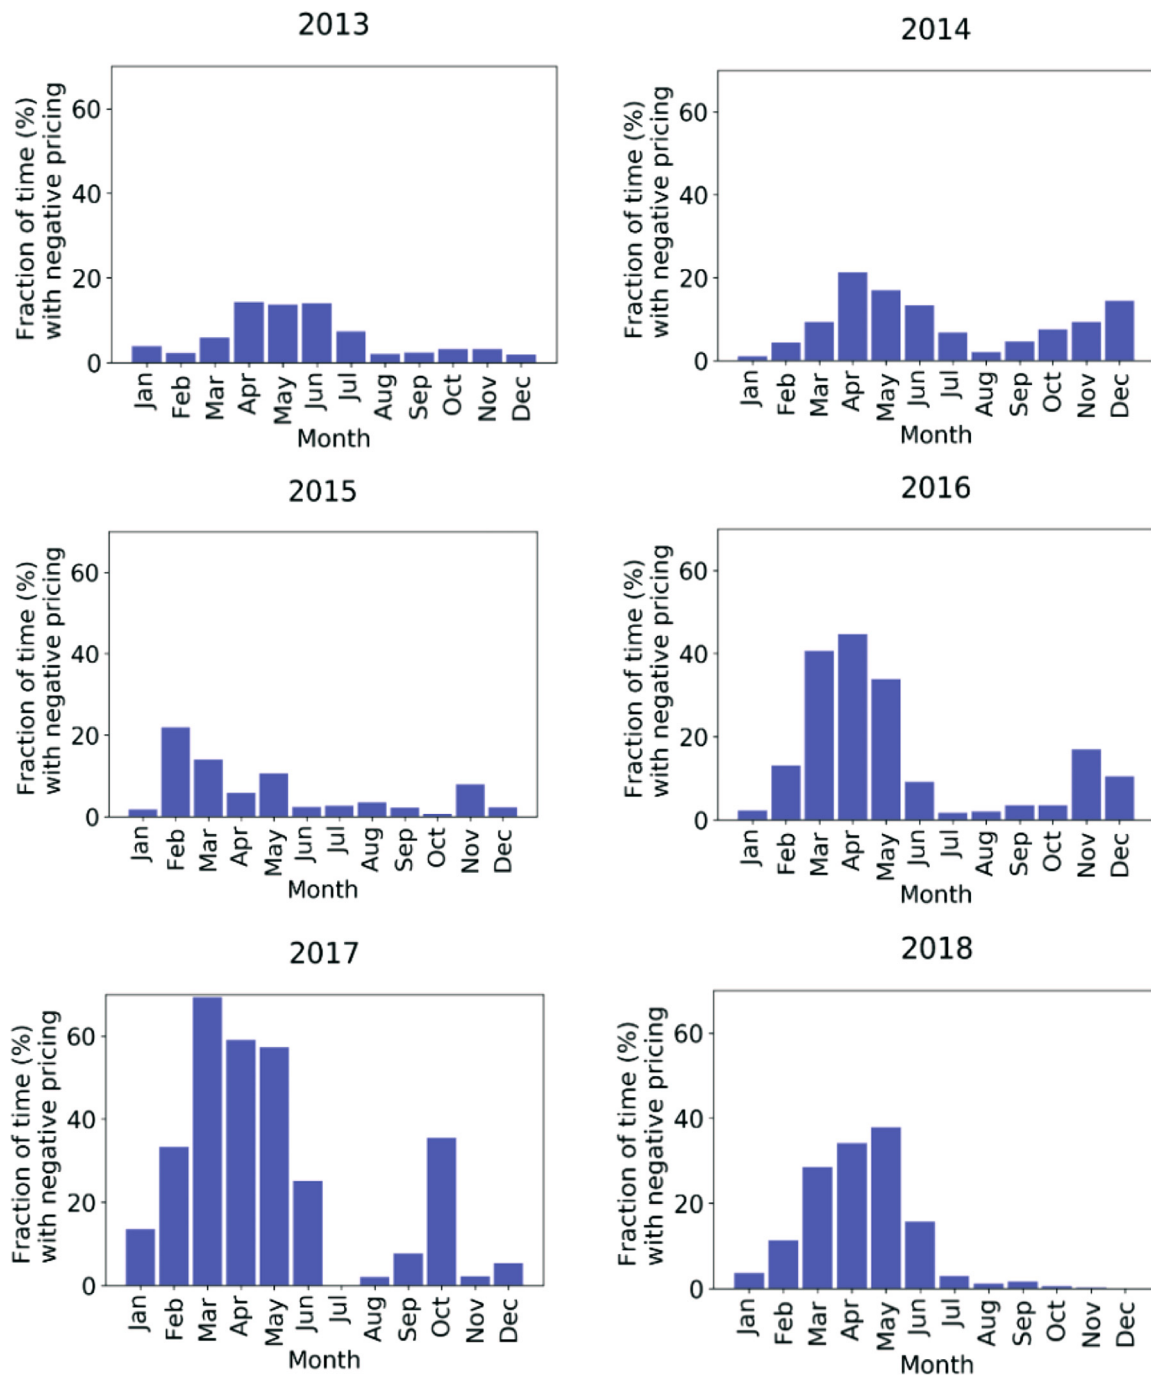 2013
Fraction of time (%)
with negative pricing
60
40
20
0
Jan Feb Mar Apr May Jun Jul Aug Sep Oct Nov Dec
Month
2014
Fraction of time (%)
with negative pricing
60
40
20
0
Jan Feb Mar Apr May Jun Jul Aug Sep Oct Nov Dec
Month
2015
Fraction of time (%)
with negative pricing
60
40
20
0
Jan Feb Mar Apr May Jun Jul Aug Sep Oct Nov Dec
Month
2016
Fraction of time (%)
with negative pricing
60
40
20
0
Jan Feb Mar Apr May Jun Jul Aug Sep Oct Nov Dec
Month
2017
Fraction of time (%)
with negative pricing
60
40
20
0
Jan Feb Mar Apr May Jun Jul Aug Sep Oct Nov Dec
Month
2018
Fraction of time (%)
with negative pricing
60
40
20
0
Jan Feb Mar Apr May Jun Jul Aug Sep Oct Nov Dec
Month